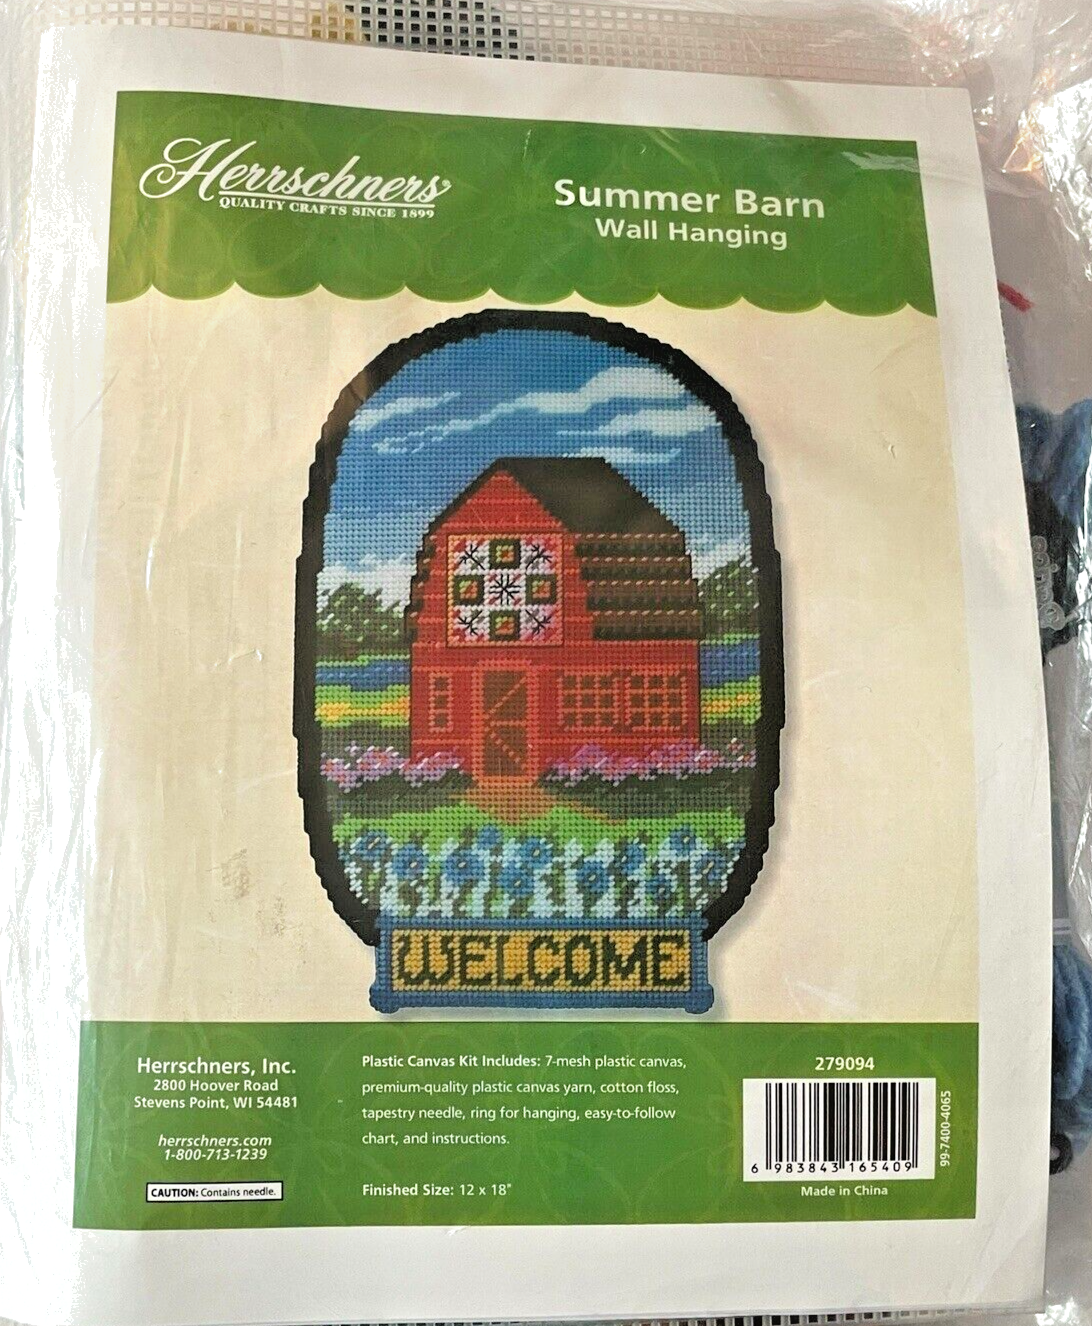 Herrschners®
QUALITY CRAFTS SINCE 1899
Summer Barn
Wall Hanging
WELCOME
Herrschners, Inc.
2800 Hoover Road
Stevens Point, WI 54481
herrschners.com
1-800-713-1239
CAUTION: Contains needle.
Plastic Canvas Kit Includes: 7-mesh plastic canvas,
premium-quality plastic canvas yarn, cotton floss,
tapestry needle, ring for hanging, easy-to-follow
chart, and instructions.
Finished Size: 12 x 18"
279094
6 983843 165409
99-7400-4065
Made in China